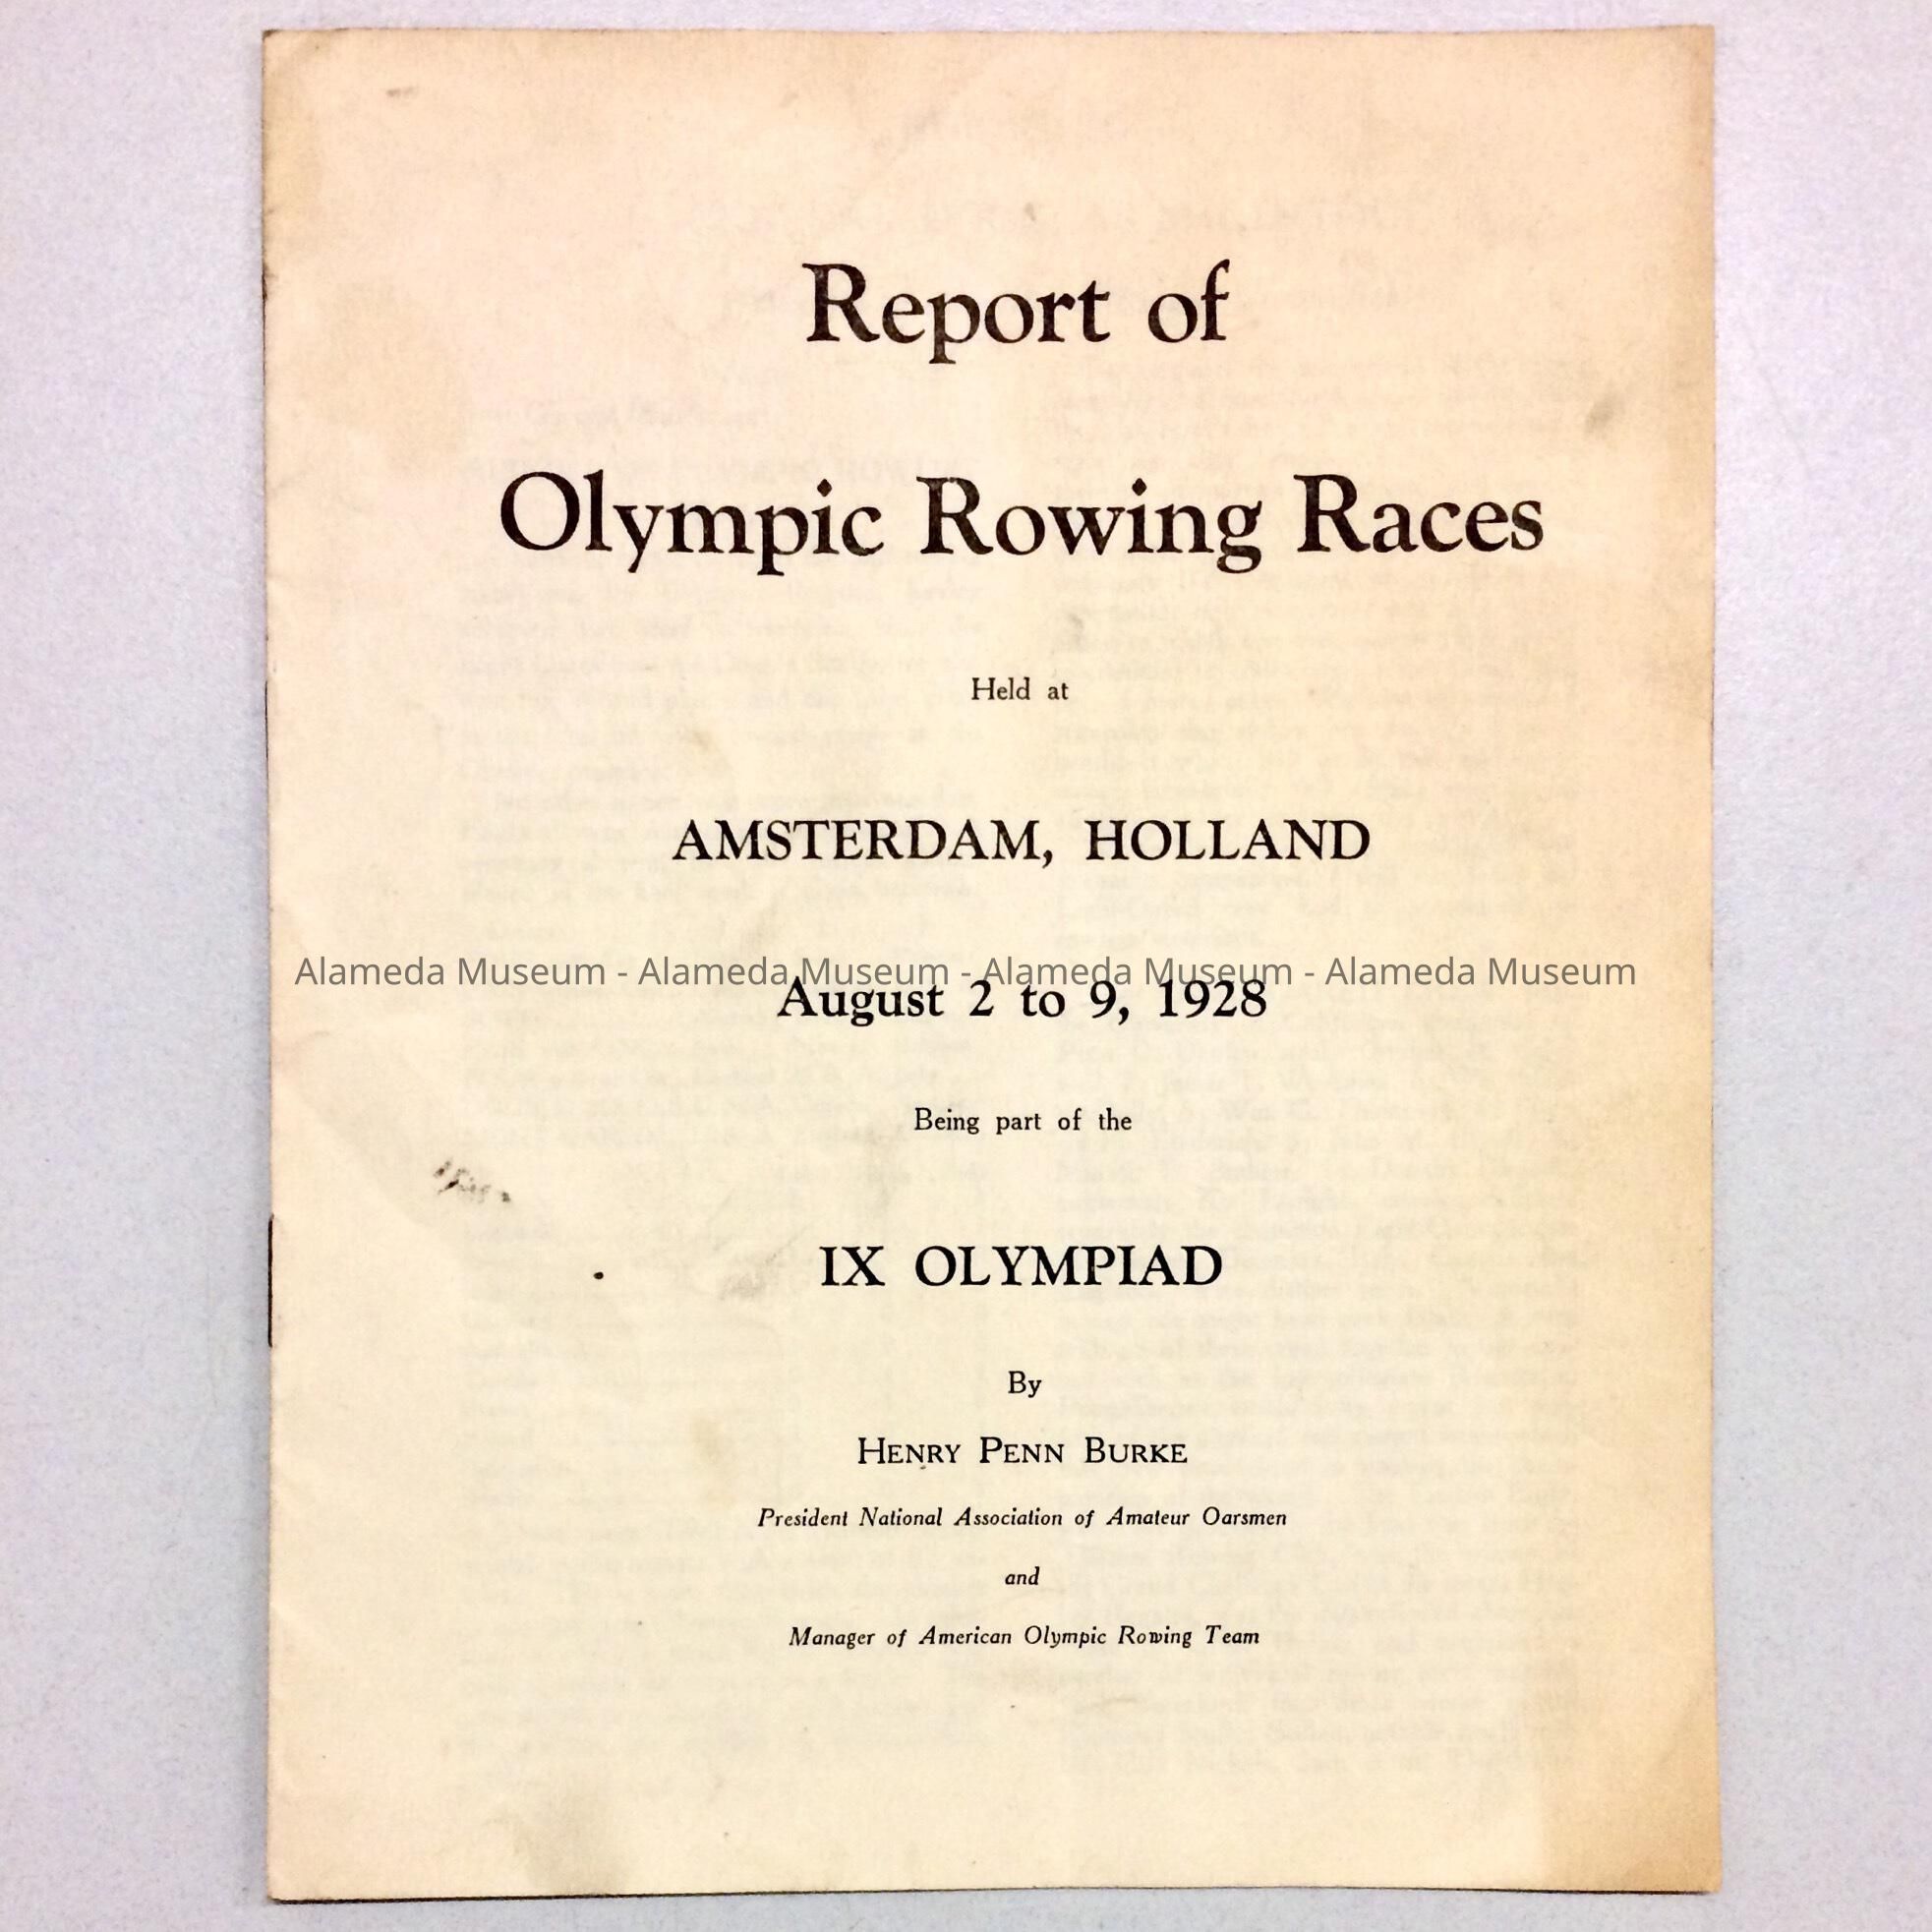 Report of
Olympic Rowing Races
Held at
AMSTERDAM, HOLLAND
Alameda Museum - Alameda Museum - Alameda Museum - Alameda Museum
August 2 to 9, 1928
Being part of the
IX OLYMPIAD
By
HENRY PENN BURKE
President National Association of Amateur Oarsmen
and
Manager of American Olympic Rowing Team